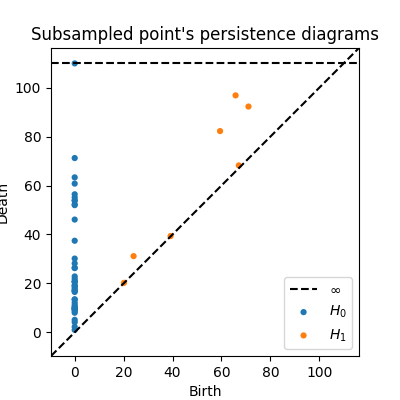 Subsampled point's persistence diagrams
Death
100
80
60
40
20
0
0 20 40 60 80 100
Birth
∞
H₀
H₁